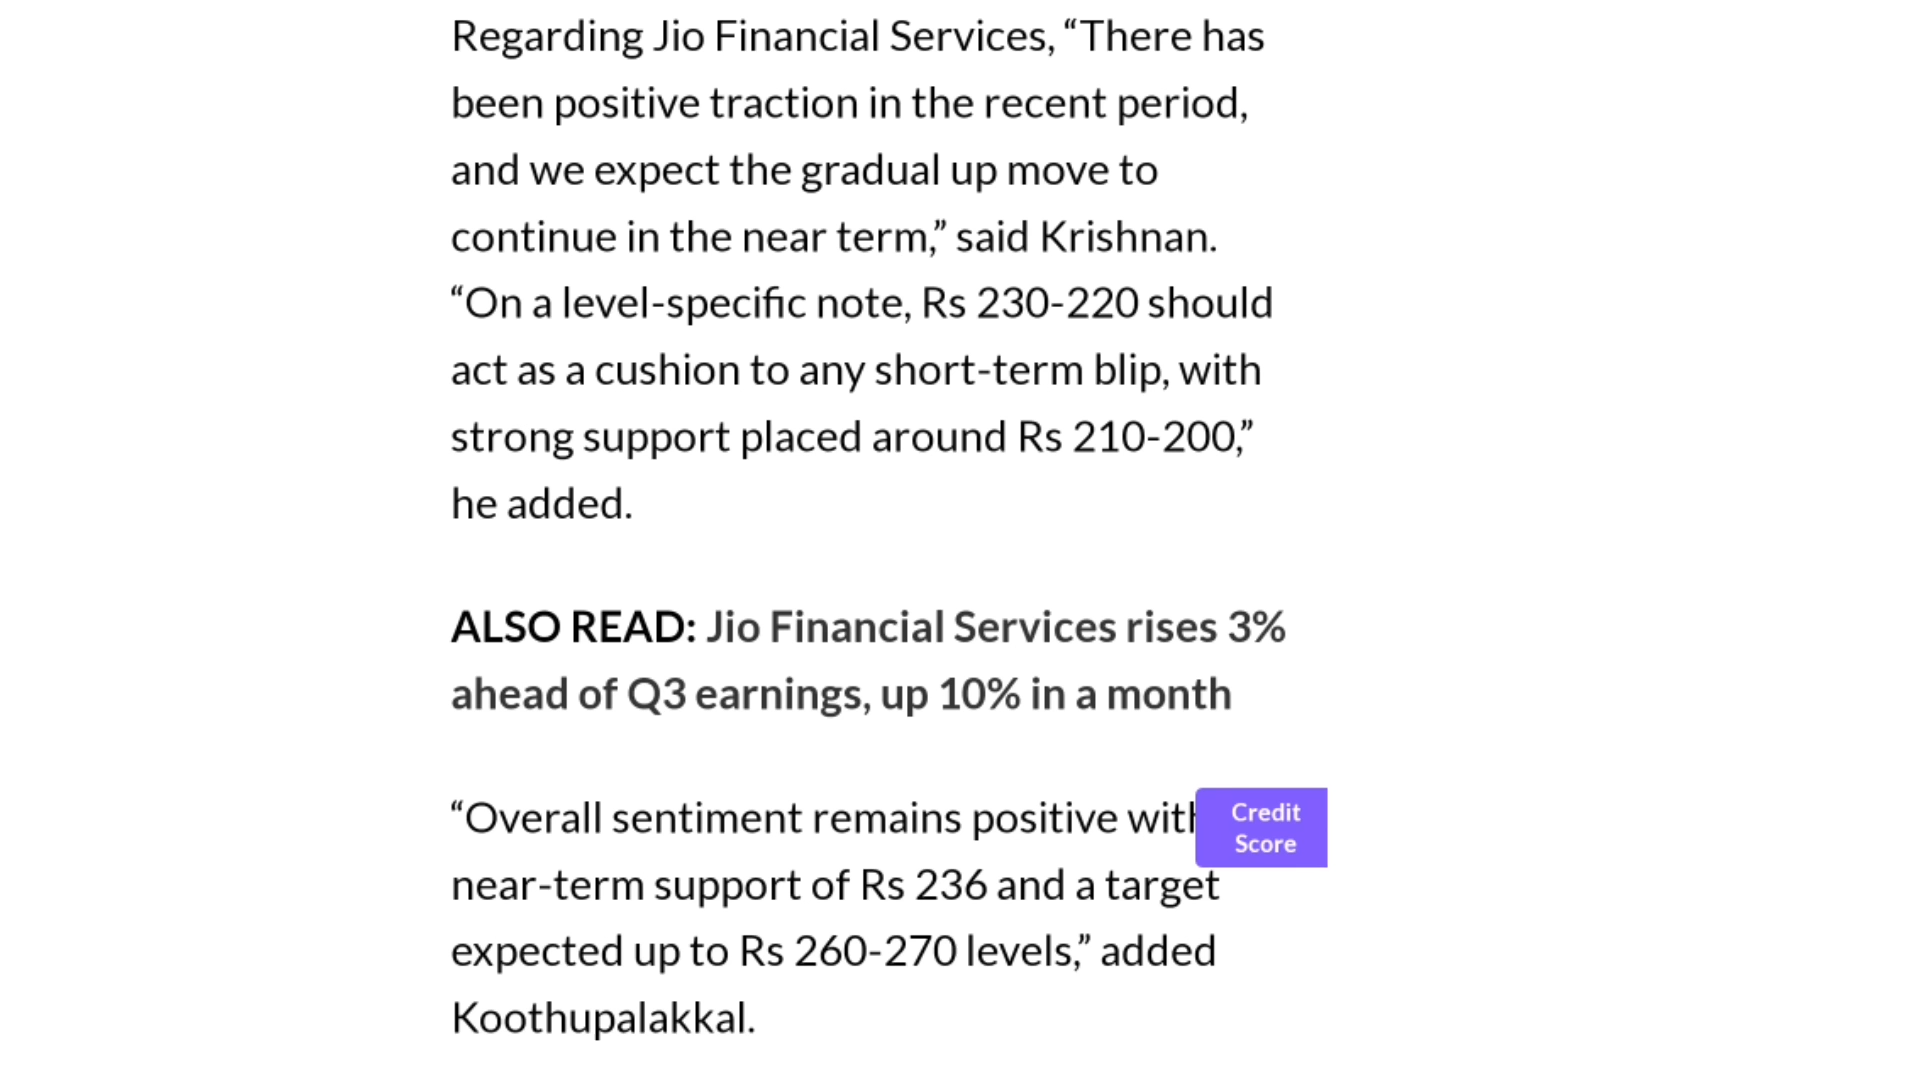 Regarding Jio Financial Services, “There has
been positive traction in the recent period,
and we expect the gradual up move to
continue in the near term,” said Krishnan.
“On a level-specific note, Rs 230-220 should
act as a cushion to any short-term blip, with
strong support placed around Rs 210-200,”
he added.
ALSO READ: Jio Financial Services rises 3%
ahead of Q3 earnings, up 10% in a month
“Overall sentiment remains positive with
near-term support of Rs 236 and a target
expected up to Rs 260-270 levels,” added
Koothupalakkal.
Credit
Score